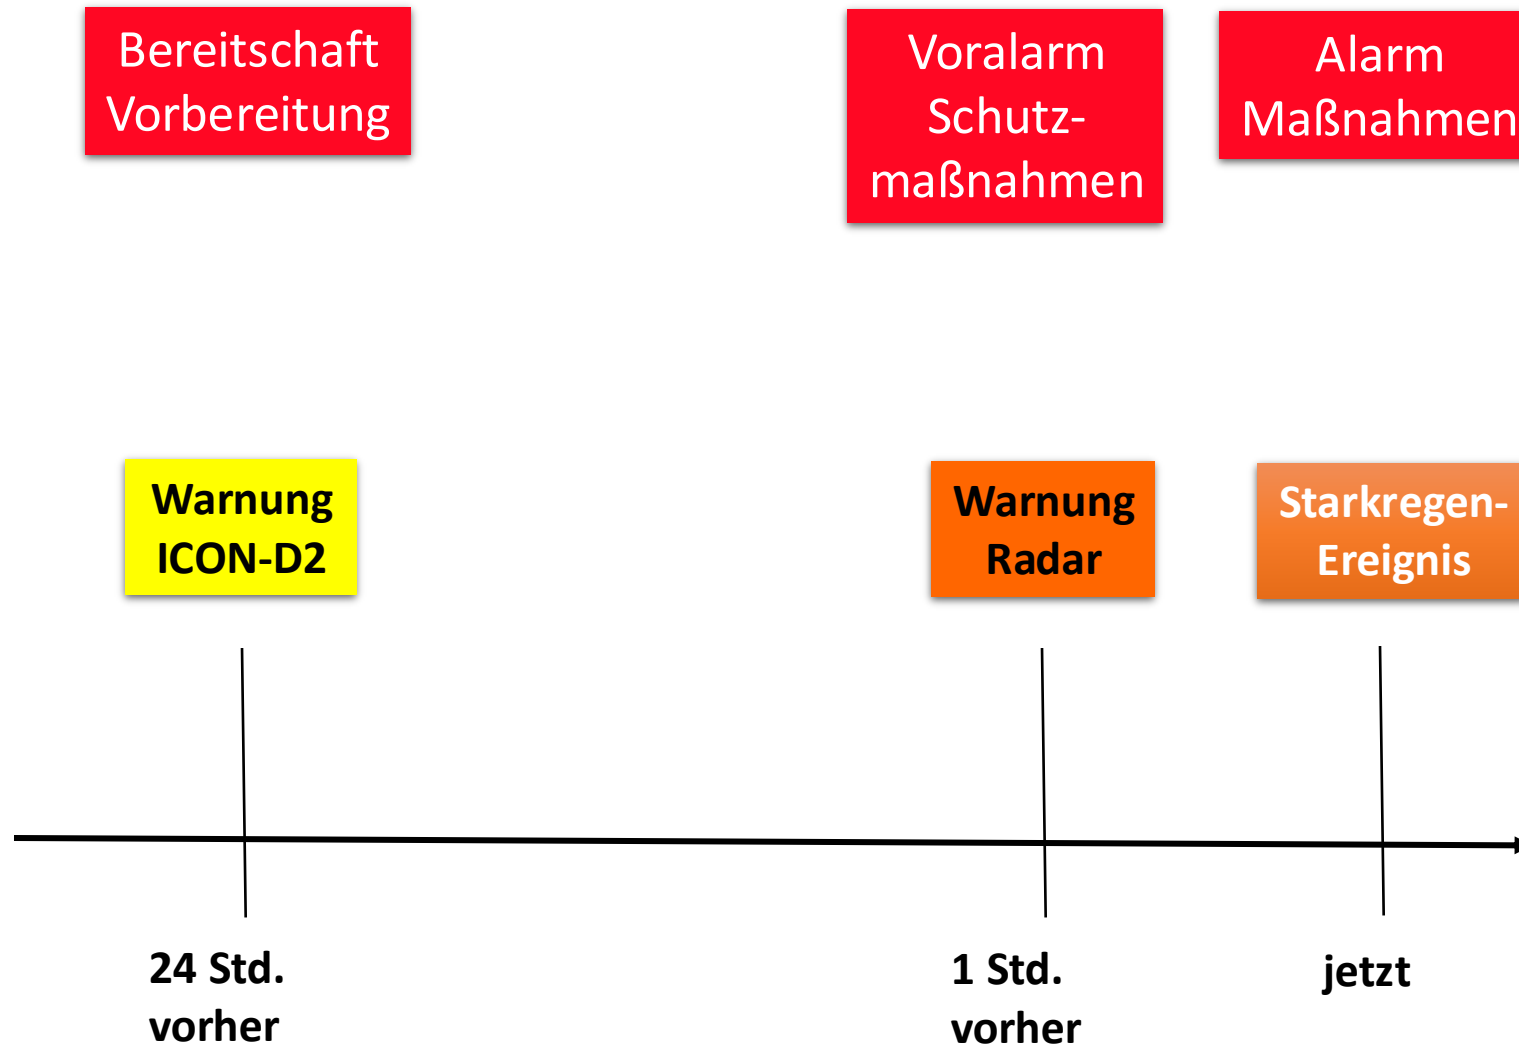 Bereitschaft
Vorbereitung
Voralarm
Schutz-
maßnahmen
Alarm
Maßnahmen
Warnung
ICON-D2
Warnung
Radar
Starkregen-
Ereignis
24 Std.
vorher
1 Std.
vorher
jetzt